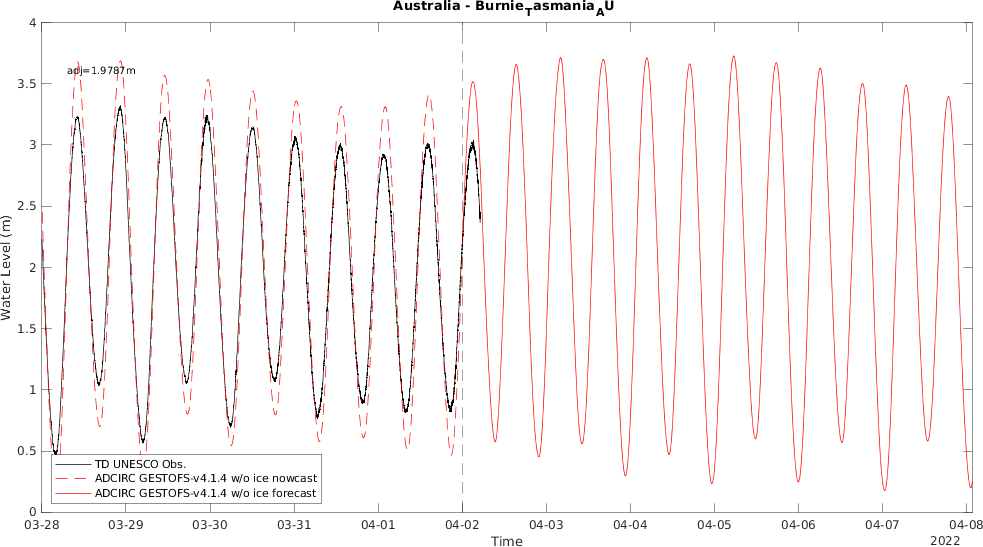 Australia - BurnieTasmaniaAU
4
3.5
3
2.5
2
1.5
1
0.5
0
Water Level (m)
adj=1.9787m
TD UNESCO Obs.
ADCIRC GESTOFS-v4.1.4 w/o ice nowcast
ADCIRC GESTOFS-v4.1.4 w/o ice forecast
03-28 03-29 03-30 03-31 04-01 04-02 04-03 04-04 04-05 04-06 04-07 04-08
Time
2022